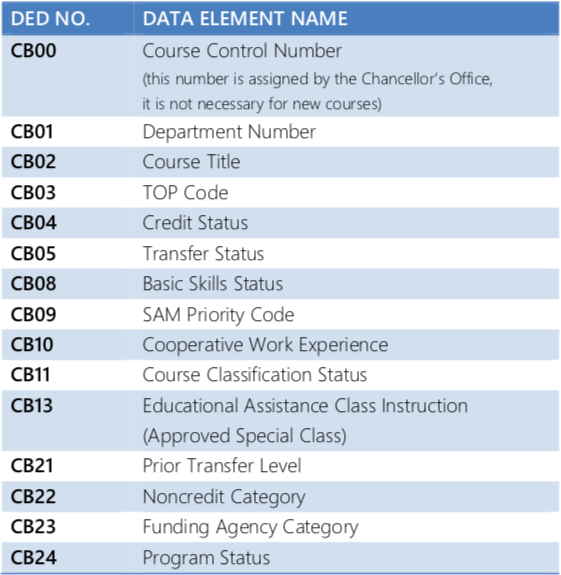 DED NO. DATA ELEMENT NAME
CB00 Course Control Number
(this number is assigned by the Chancellor’s Office,
it is not necessary for new courses)
CB01 Department Number
CB02 Course Title
CB03 TOP Code
CB04 Credit Status
CB05 Transfer Status
CB08 Basic Skills Status
CB09 SAM Priority Code
CB10 Cooperative Work Experience
CB11 Course Classification Status
CB13 Educational Assistance Class Instruction
(Approved Special Class)
CB21 Prior Transfer Level
CB22 Noncredit Category
CB23 Funding Agency Category
CB24 Program Status